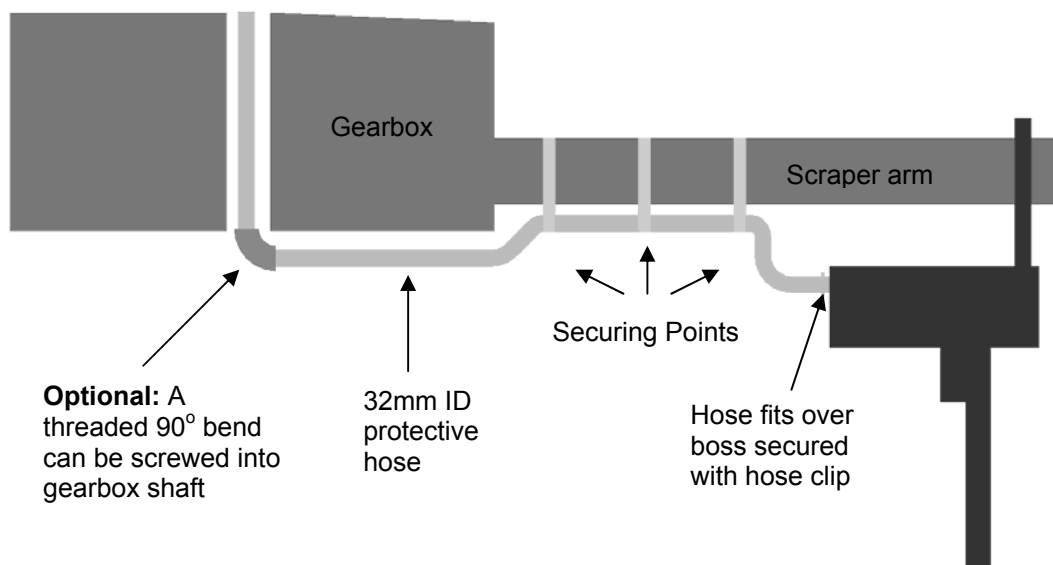 Gearbox
Scraper arm
Securing Points
Optional: A
threaded 90° bend
can be screwed into
gearbox shaft
32mm ID
protective
hose
Hose fits over
boss secured
with hose clip